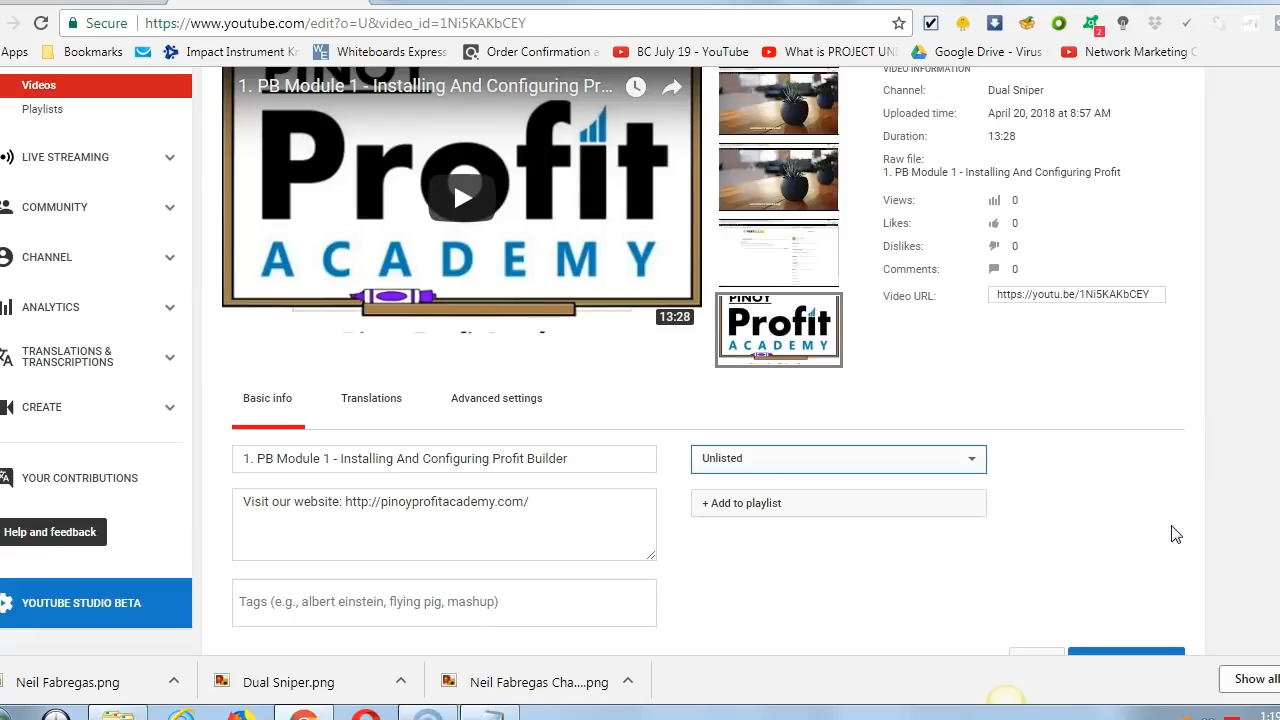 Secure https://www.youtube.com/edit?o=U&video_id=1Ni5KAKbCEY
2
Apps Bookmarks Impact Instrument Kr Whiteboards Express Order Confirmation a BC July 19 - YouTube What is PROJECT UNI Google Drive - Virus Network Marketing C
Videos
Playlists
LIVE STREAMING
COMMUNITY
CHANNEL
ANALYTICS
TRANSLATIONS &
TRANSCRIPTIONS
CREATE
YOUR CONTRIBUTIONS
Help and feedback
YOUTUBE STUDIO BETA
PINOY
1. PB Module 1 - Installing And Configuring Pr...
Profit
ACADEMY
13:28
PINOY
Profit
ACADEMY
VIDEO INFORMATION
Channel: Dual Sniper
Uploaded time: April 20, 2018 at 8:57 AM
Duration: 13:28
Raw file:
1. PB Module 1 - Installing And Configuring Profit
Views: 0
Likes: 0
Dislikes: 0
Comments: 0
Video URL: https://youtu.be/1Ni5KAKbCEY
Basic info Translations Advanced settings
1. PB Module 1 - Installing And Configuring Profit Builder
Unlisted
Visit our website: http://pinoyprofitacademy.com/
+ Add to playlist
Tags (e.g., albert einstein, flying pig, mashup)
Neil Fabregas.png Dual Sniper.png Neil Fabregas Cha....png Show all